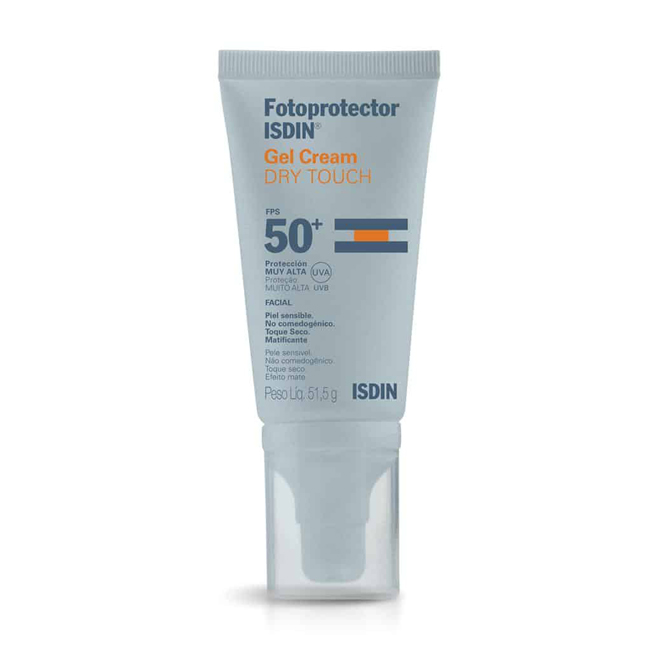 Fotoprotector
ISDIN®
Gel Cream
DRY TOUCH
FPS
50+
Protección
MUY ALTA UVA
Proteção
MUITO ALTA UVB
FACIAL
Piel sensible.
No comedogénico.
Toque Seco.
Matificante
Pele sensível
Não comedogênico
Toque seco
Efeito mate
Peso Líq. 51,5 g ISDIN